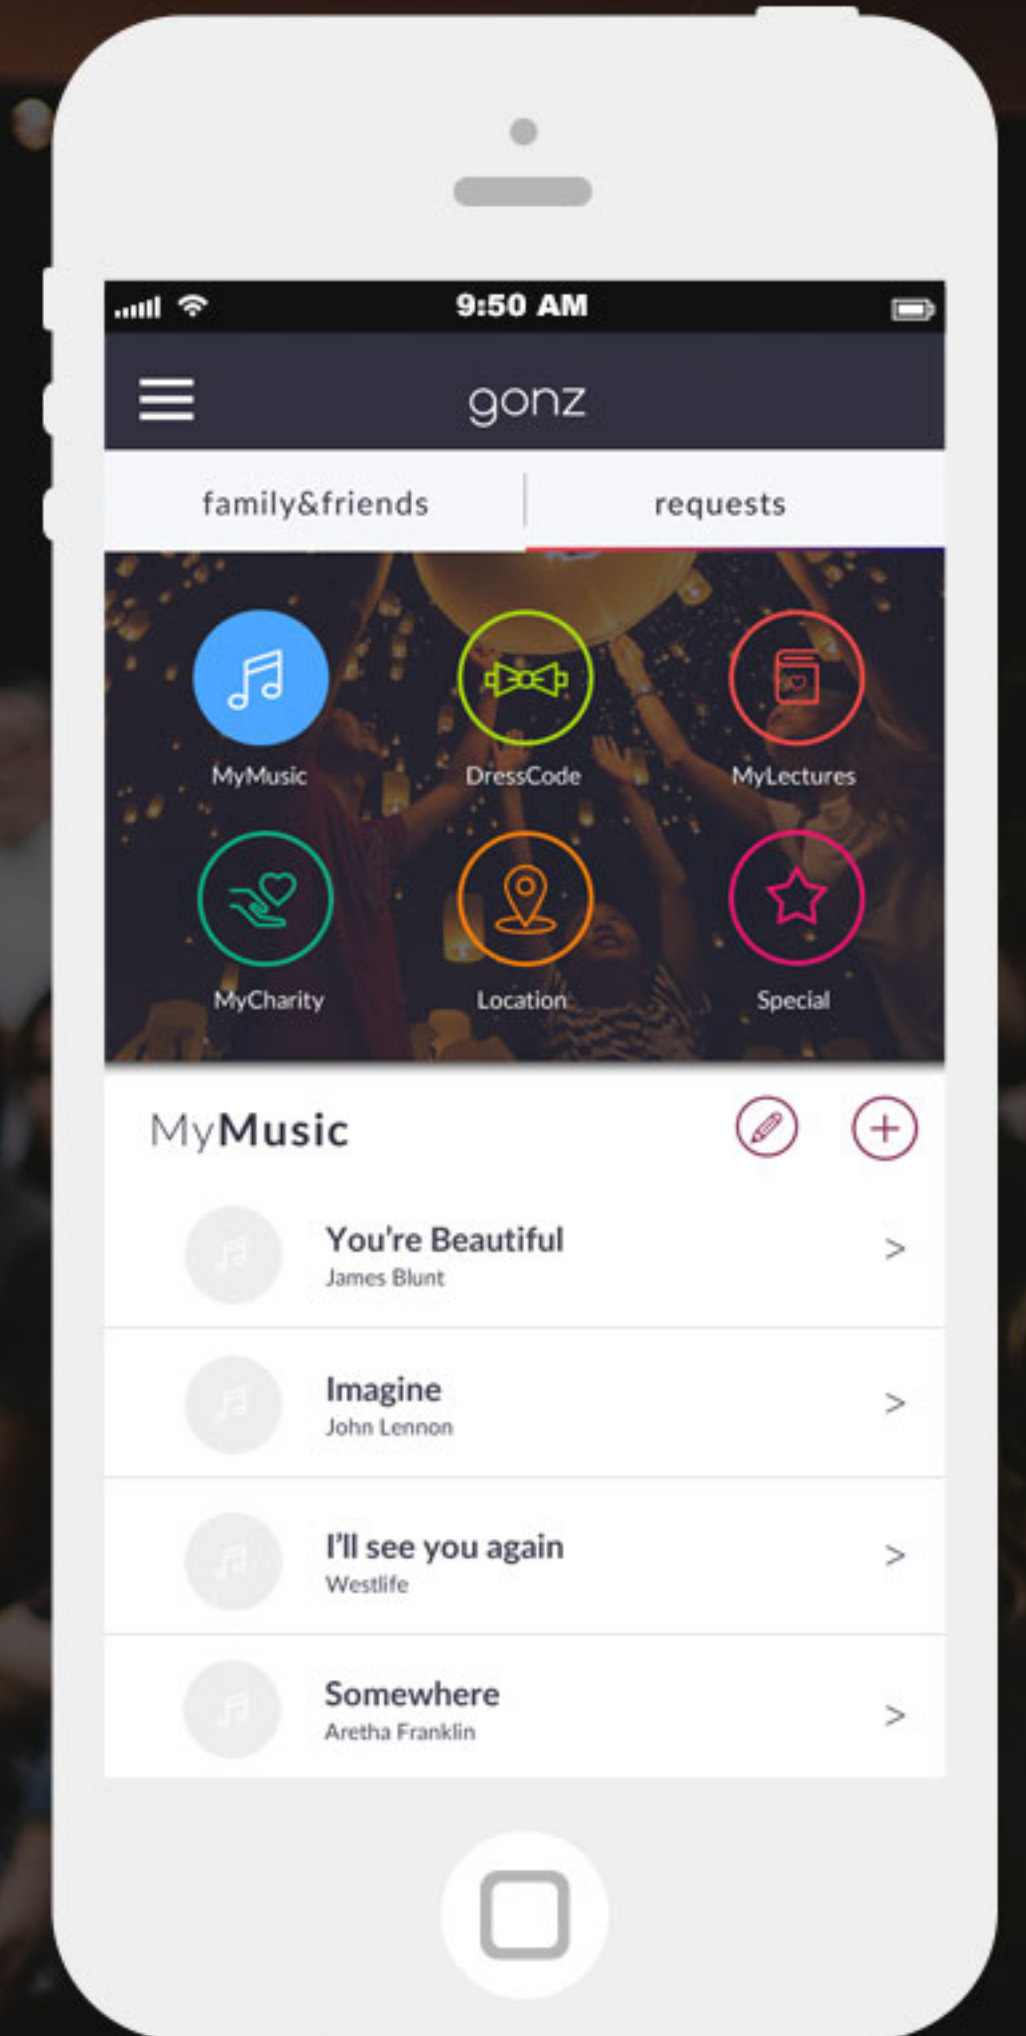 9:50 AM
gonz
family&friends
requests
MyMusic
DressCode
MyLectures
MyCharity
Location
Special
MyMusic
You're Beautiful
James Blunt
>
Imagine
John Lennon
>
I'll see you again
Westlife
>
Somewhere
Aretha Franklin
>